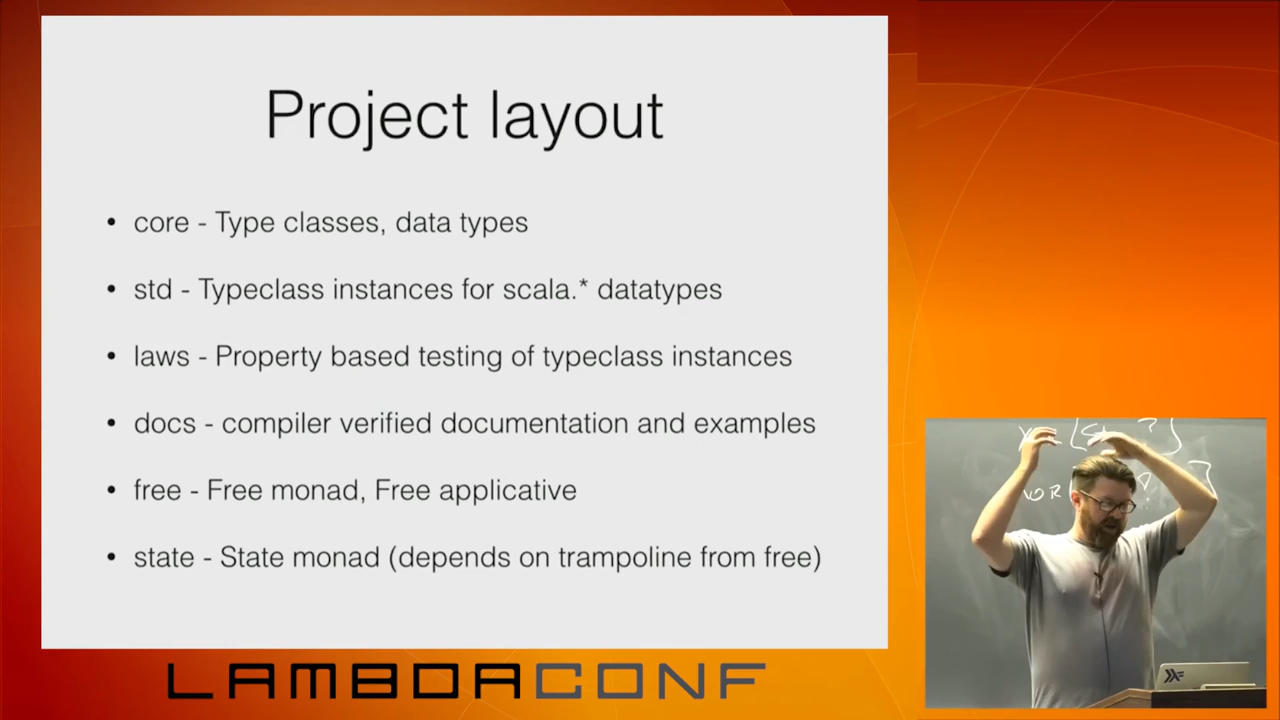 Project layout
• core - Type classes, data types
• std - Typeclass instances for scala.* datatypes
• laws - Property based testing of typeclass instances
• docs - compiler verified documentation and examples
• free - Free monad, Free applicative
• state - State monad (depends on trampoline from free)
LAMBDACONF